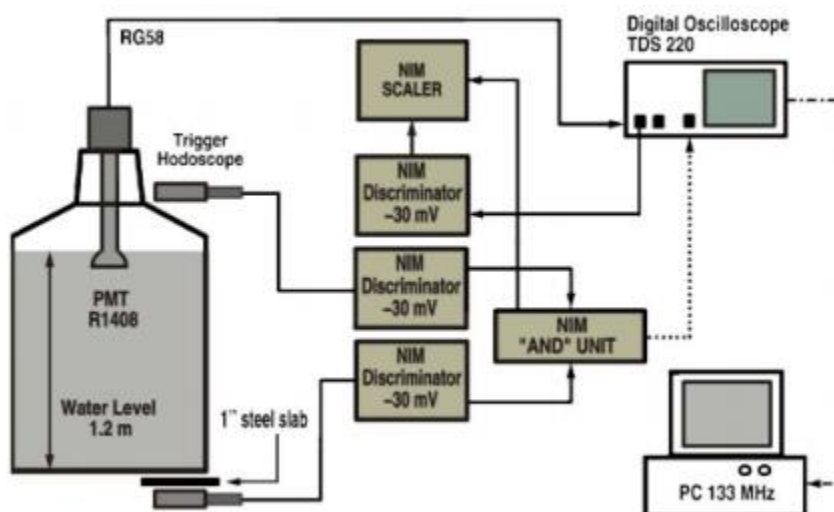 RG58
Digital Oscilloscope
TDS 220
NIM
SCALER
Trigger
Hodoscope
NIM
Discriminator
~30 mV
NIM
Discriminator
~30 mV
NIM
"AND" UNIT
PMT
R1408
NIM
Discriminator
~30 mV
Water Level
1.2 m
1" steel slab
PC 133 MHz